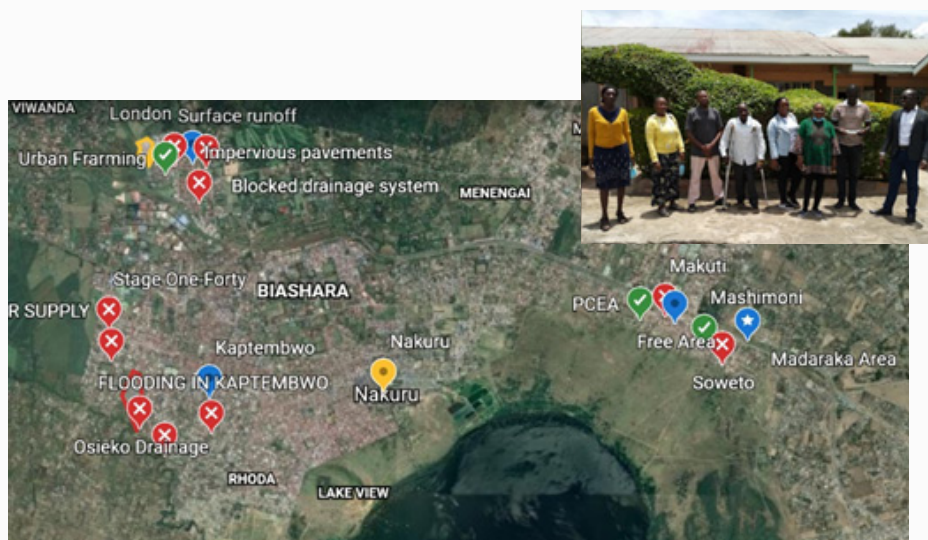 VIWANDA
London
Surface runoff
Urban Frarming
Impervious pavements
Blocked drainage system
MENENGAI
M
Stage One-Forty
BIASHARA
R SUPPLY
Makuti
PCEA
Mashimoni
Free Area
Madaraka Area
Soweto
Kaptembwo
Nakuru
FLOODING IN KAPTEMBWO
Nakuru
Osieko Drainage
RHODA
LAKE VIEW